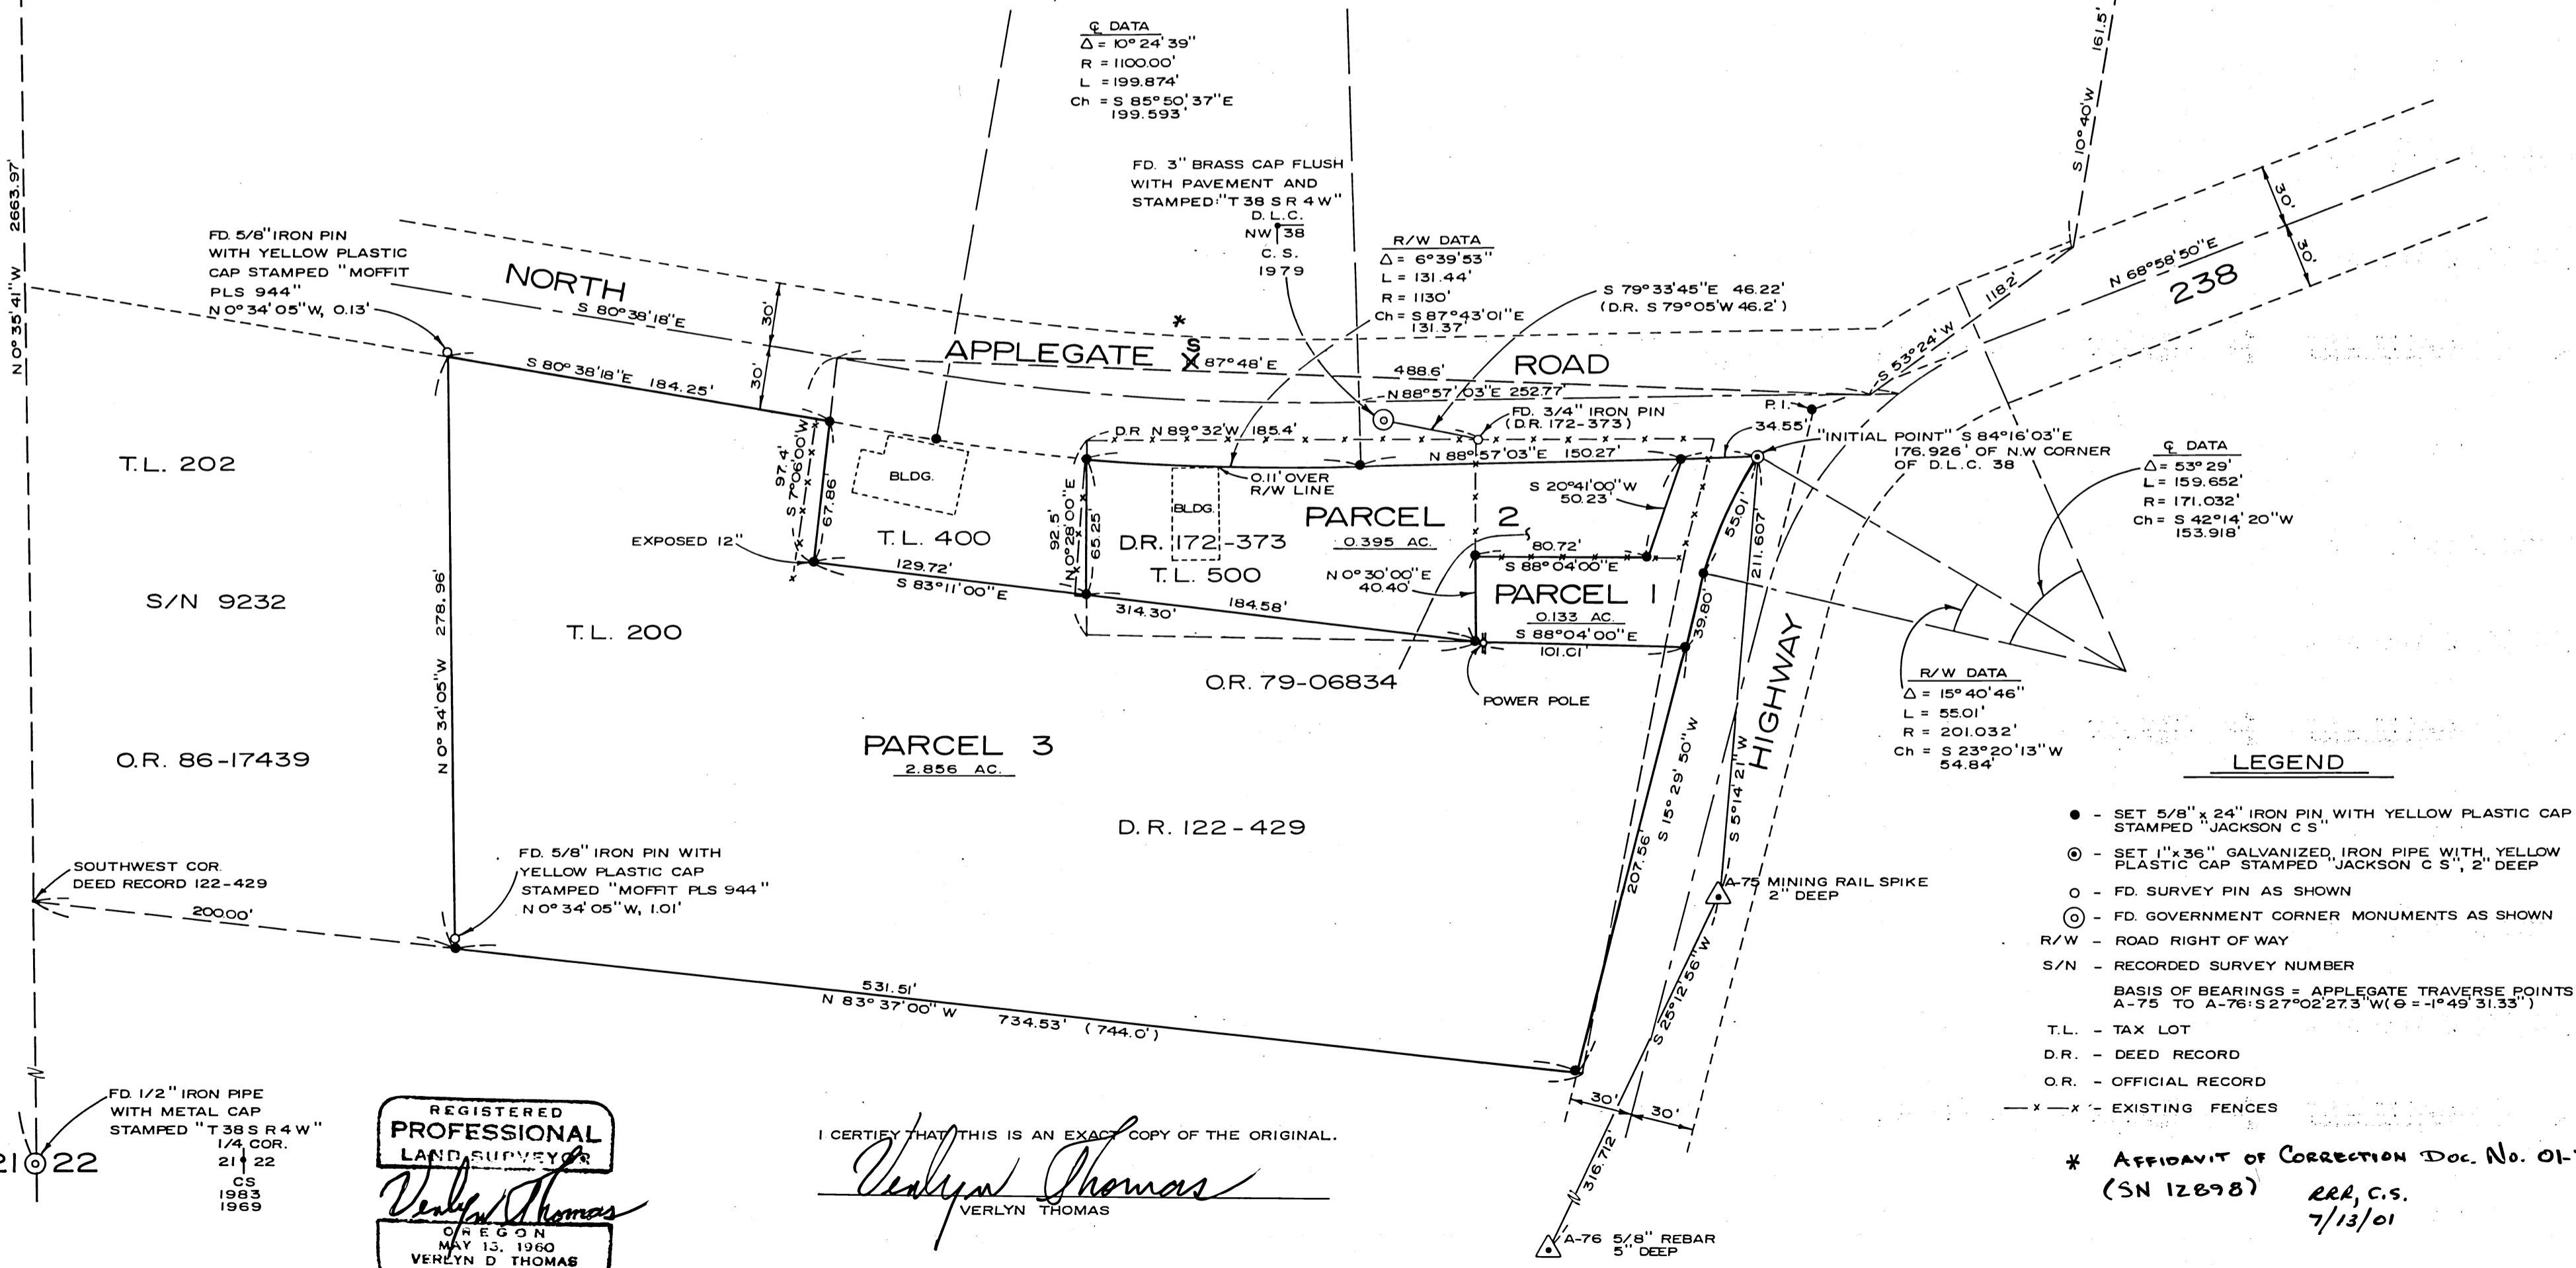 ₵ DATA
Δ = 10° 24' 39"
R = 1100.00'
L = 199.874'
Ch = S 85° 50' 37" E
199.593'
161.5'
S 10° 40' W
N 0° 35' 41" W 2663.97'
FD. 3" BRASS CAP FLUSH
WITH PAVEMENT AND
STAMPED: "T 38 S R 4 W"
D. L. C.
NW 38
C. S.
1979
FD. 5/8" IRON PIN
WITH YELLOW PLASTIC
CAP STAMPED "MOFFIT
PLS 944"
N 0° 34' 05" W, 0.13'
R/W DATA
Δ = 6° 39' 53"
L = 131.44'
R = 1130'
Ch = S 87° 43' 01" E
131.37'
S 79° 33' 45" E 46.22'
(D.R. S 79° 05' W 46.2')
30'
30'
N 68° 58' 50" E
238
118.2'
S 53° 24' W
NORTH
S 80° 38' 18" E
30'
30'
*
APPLEGATE
S
X 87° 48' E
488.6'
ROAD
N 88° 57' 03" E 252.77'
S 80° 38' 18" E 184.25'
P.I.
FD. 3/4" IRON PIN
(D.R. 172-373)
D.R. N 89° 32' W 185.4'
34.55'
"INITIAL POINT" S 84° 16' 03" E
176.926' OF N.W CORNER
OF D.L.C. 38
N 88° 57' 03" E 150.27'
₵ DATA
Δ = 53° 29'
L = 159.652'
R = 171.032'
Ch = S 42° 14' 20" W
153.918'
T.L. 202
97.4'
S 7° 06' 00" W
67.86'
BLDG.
0.11' OVER
R/W LINE
S 20° 41' 00" W
50.23'
55.01'
211.607'
BLDG.
PARCEL 2
0.395 AC.
92.5'
N 0° 28' 00" E
65.25'
EXPOSED 12"
T.L. 400
D.R. 172-373
80.72'
S 88° 04' 00" E
129.72'
S 83° 11' 00" E
T.L. 500
N 0° 30' 00" E
40.40'
PARCEL 1
0.133 AC.
S/N 9232
278.96'
N 0° 34' 05" W
T.L. 200
314.30'
184.58'
S 88° 04' 00" E
101.01'
39.80'
O.R. 79-06834
POWER POLE
HIGHWAY
R/W DATA
Δ = 15° 40' 46"
L = 55.01'
R = 201.032'
Ch = S 23° 20' 13" W
54.84'
O.R. 86-17439
PARCEL 3
2.856 AC.
S 15° 29' 50" W
207.56'
S 5° 14' 21" W
D.R. 122-429
SOUTHWEST COR.
DEED RECORD 122-429
200.00'
FD. 5/8" IRON PIN WITH
YELLOW PLASTIC CAP
STAMPED "MOFFIT PLS 944"
N 0° 34' 05" W, 1.01'
A-75 MINING RAIL SPIKE
2" DEEP
S 25° 12' 56" W
531.51'
N 83° 37' 00" W
734.53' (744.0')
30'
30'
316.712'
A-76 5/8" REBAR
5" DEEP
LEGEND
- SET 5/8" x 24" IRON PIN WITH YELLOW PLASTIC CAP
STAMPED "JACKSON C S"
- SET 1" x 36" GALVANIZED IRON PIPE WITH YELLOW
PLASTIC CAP STAMPED "JACKSON C S", 2" DEEP
- FD. SURVEY PIN AS SHOWN
- FD. GOVERNMENT CORNER MONUMENTS AS SHOWN
R/W - ROAD RIGHT OF WAY
S/N - RECORDED SURVEY NUMBER
BASIS OF BEARINGS = APPLEGATE TRAVERSE POINTS
A-75 TO A-76: S 27° 02' 27.3" W (θ = -1° 49' 31.33")
T.L. - TAX LOT
D.R. - DEED RECORD
O.R. - OFFICIAL RECORD
— x — x - EXISTING FENCES
* AFFIDAVIT OF CORRECTION DOC. NO. 01-
(SN 12898)
RRR, C.S.
7/13/01
FD. 1/2" IRON PIPE
WITH METAL CAP
STAMPED "T 38 S R 4 W"
1/4 COR.
21 22
CS
1983
1969
21 22
REGISTERED
PROFESSIONAL
LAND SURVEYOR
Verlyn Thomas
OREGON
MAY 13, 1960
VERLYN D THOMAS
I CERTIFY THAT THIS IS AN EXACT COPY OF THE ORIGINAL.
Verlyn Thomas
VERLYN THOMAS